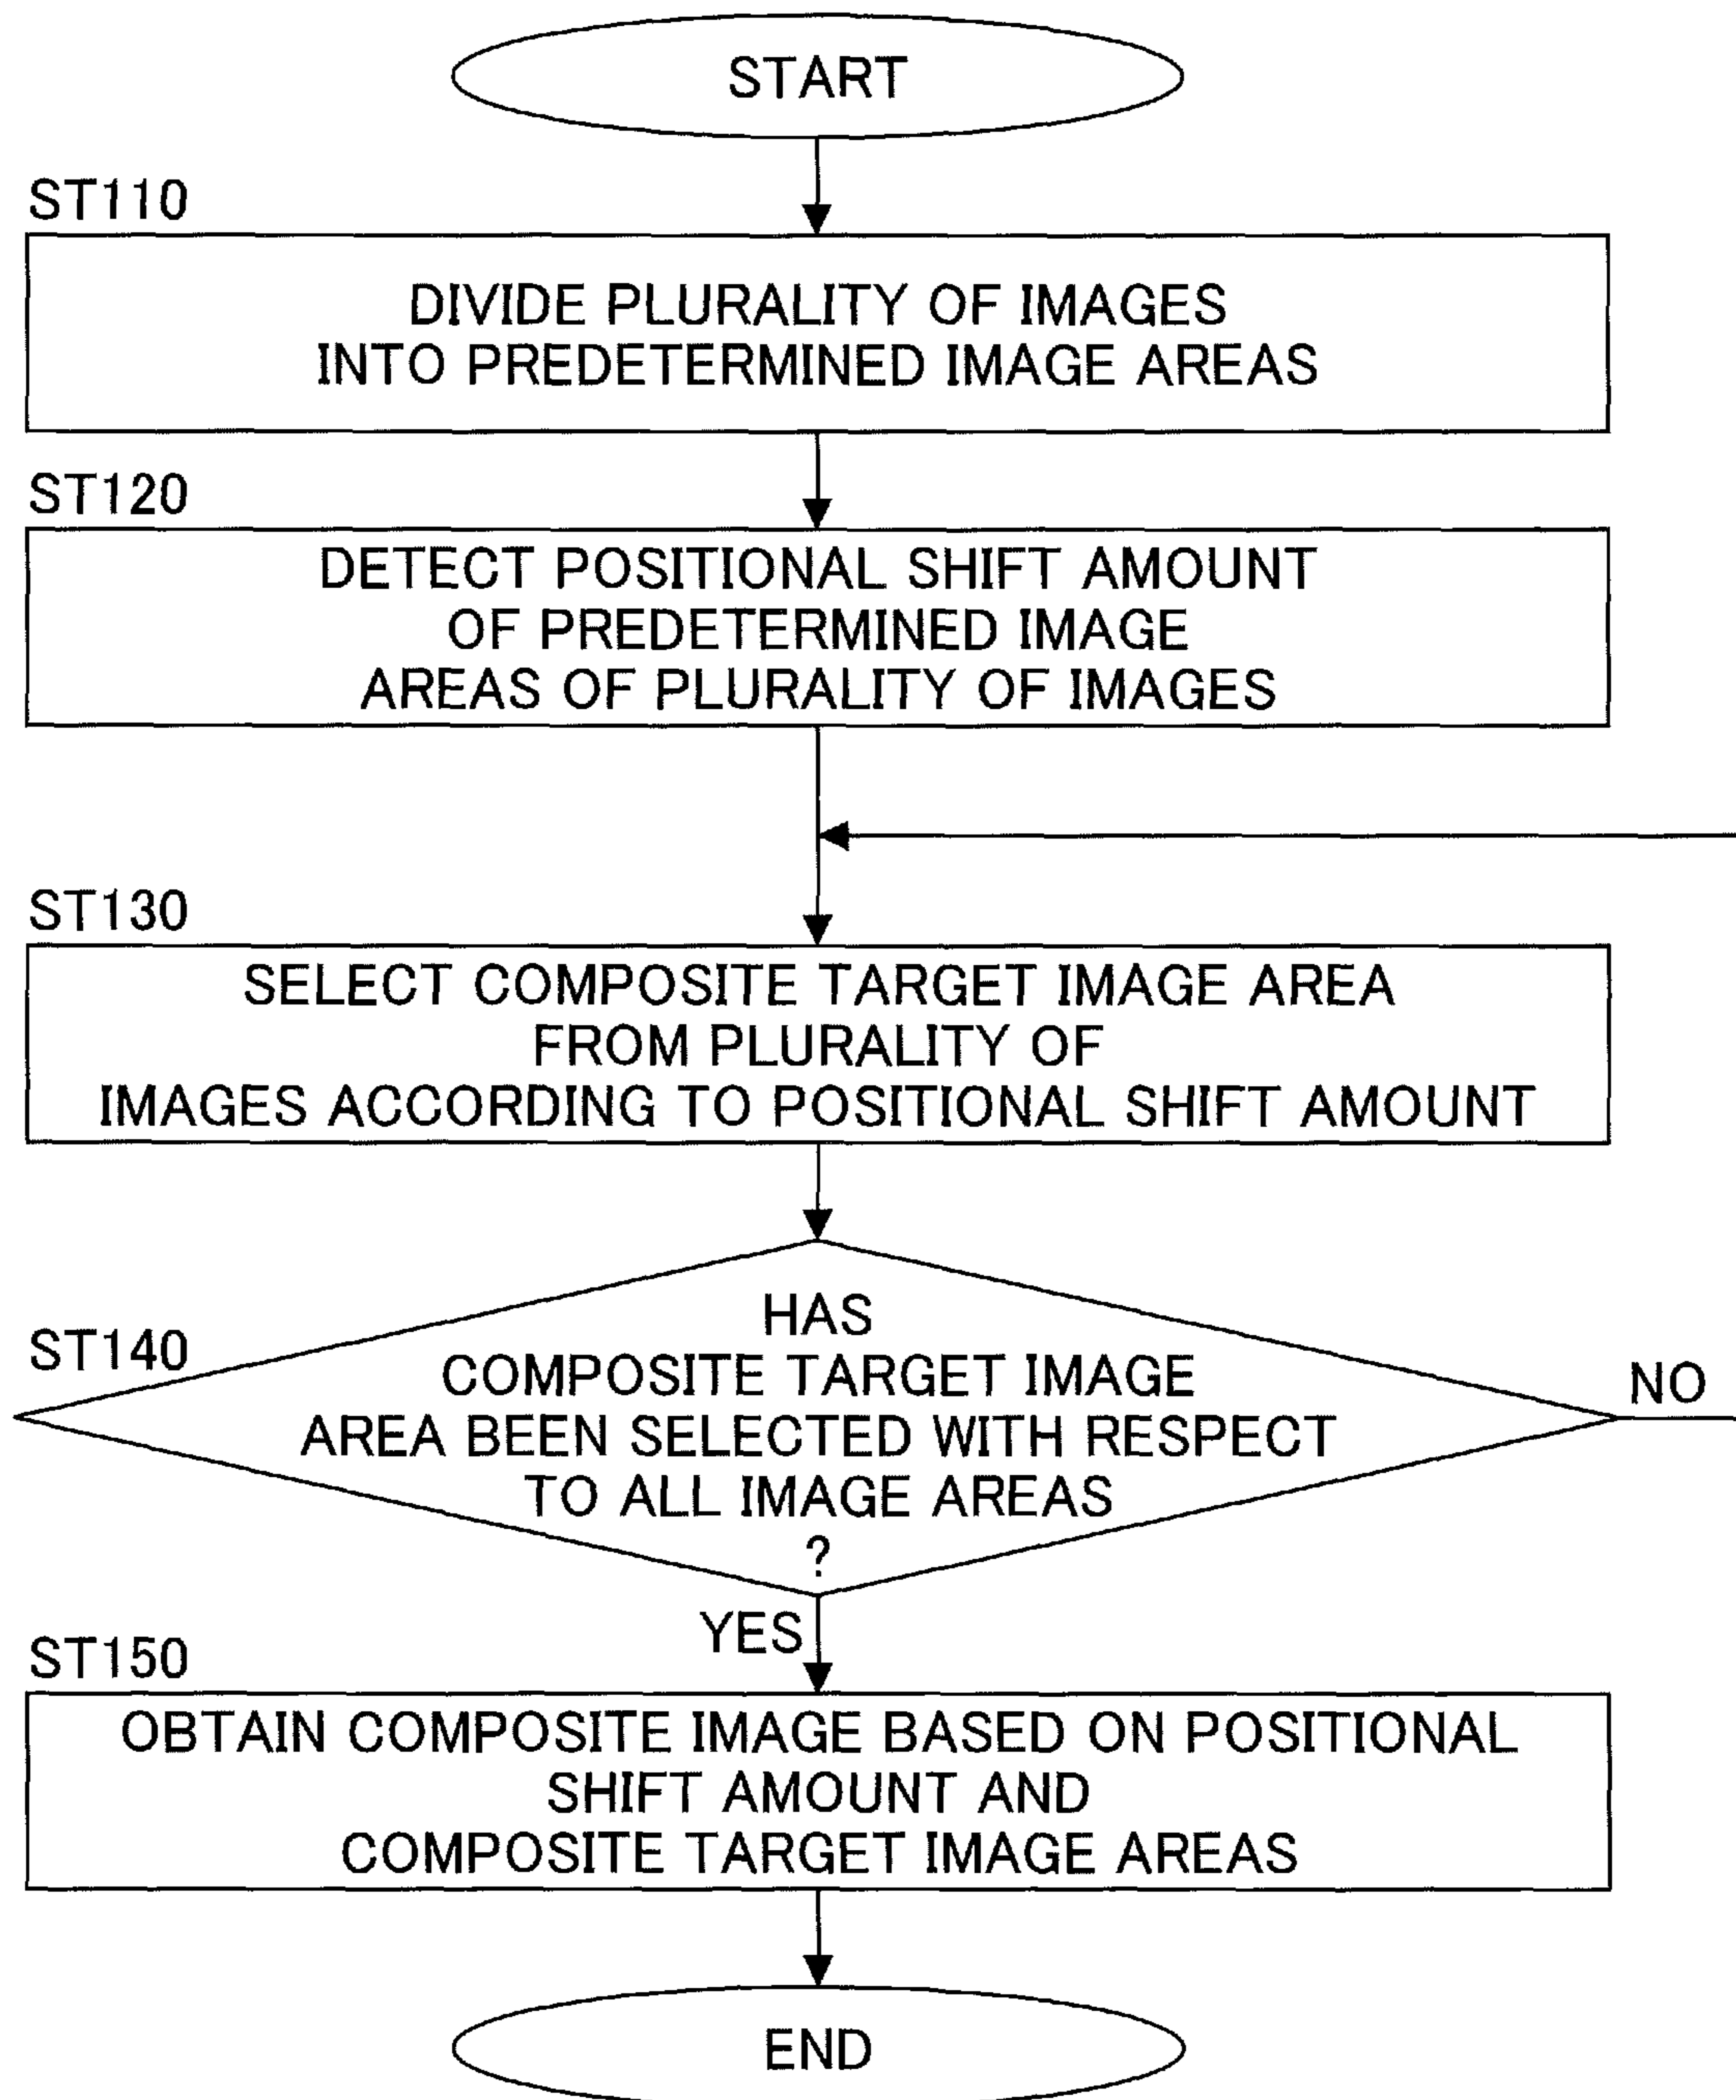 START
ST110
DIVIDE PLURALITY OF IMAGES
INTO PREDETERMINED IMAGE AREAS
ST120
DETECT POSITIONAL SHIFT AMOUNT
OF PREDETERMINED IMAGE
AREAS OF PLURALITY OF IMAGES
ST130
SELECT COMPOSITE TARGET IMAGE AREA
FROM PLURALITY OF
IMAGES ACCORDING TO POSITIONAL SHIFT AMOUNT
ST140
HAS
COMPOSITE TARGET IMAGE
AREA BEEN SELECTED WITH RESPECT
TO ALL IMAGE AREAS
?
NO
YES
ST150
OBTAIN COMPOSITE IMAGE BASED ON POSITIONAL
SHIFT AMOUNT AND
COMPOSITE TARGET IMAGE AREAS
END